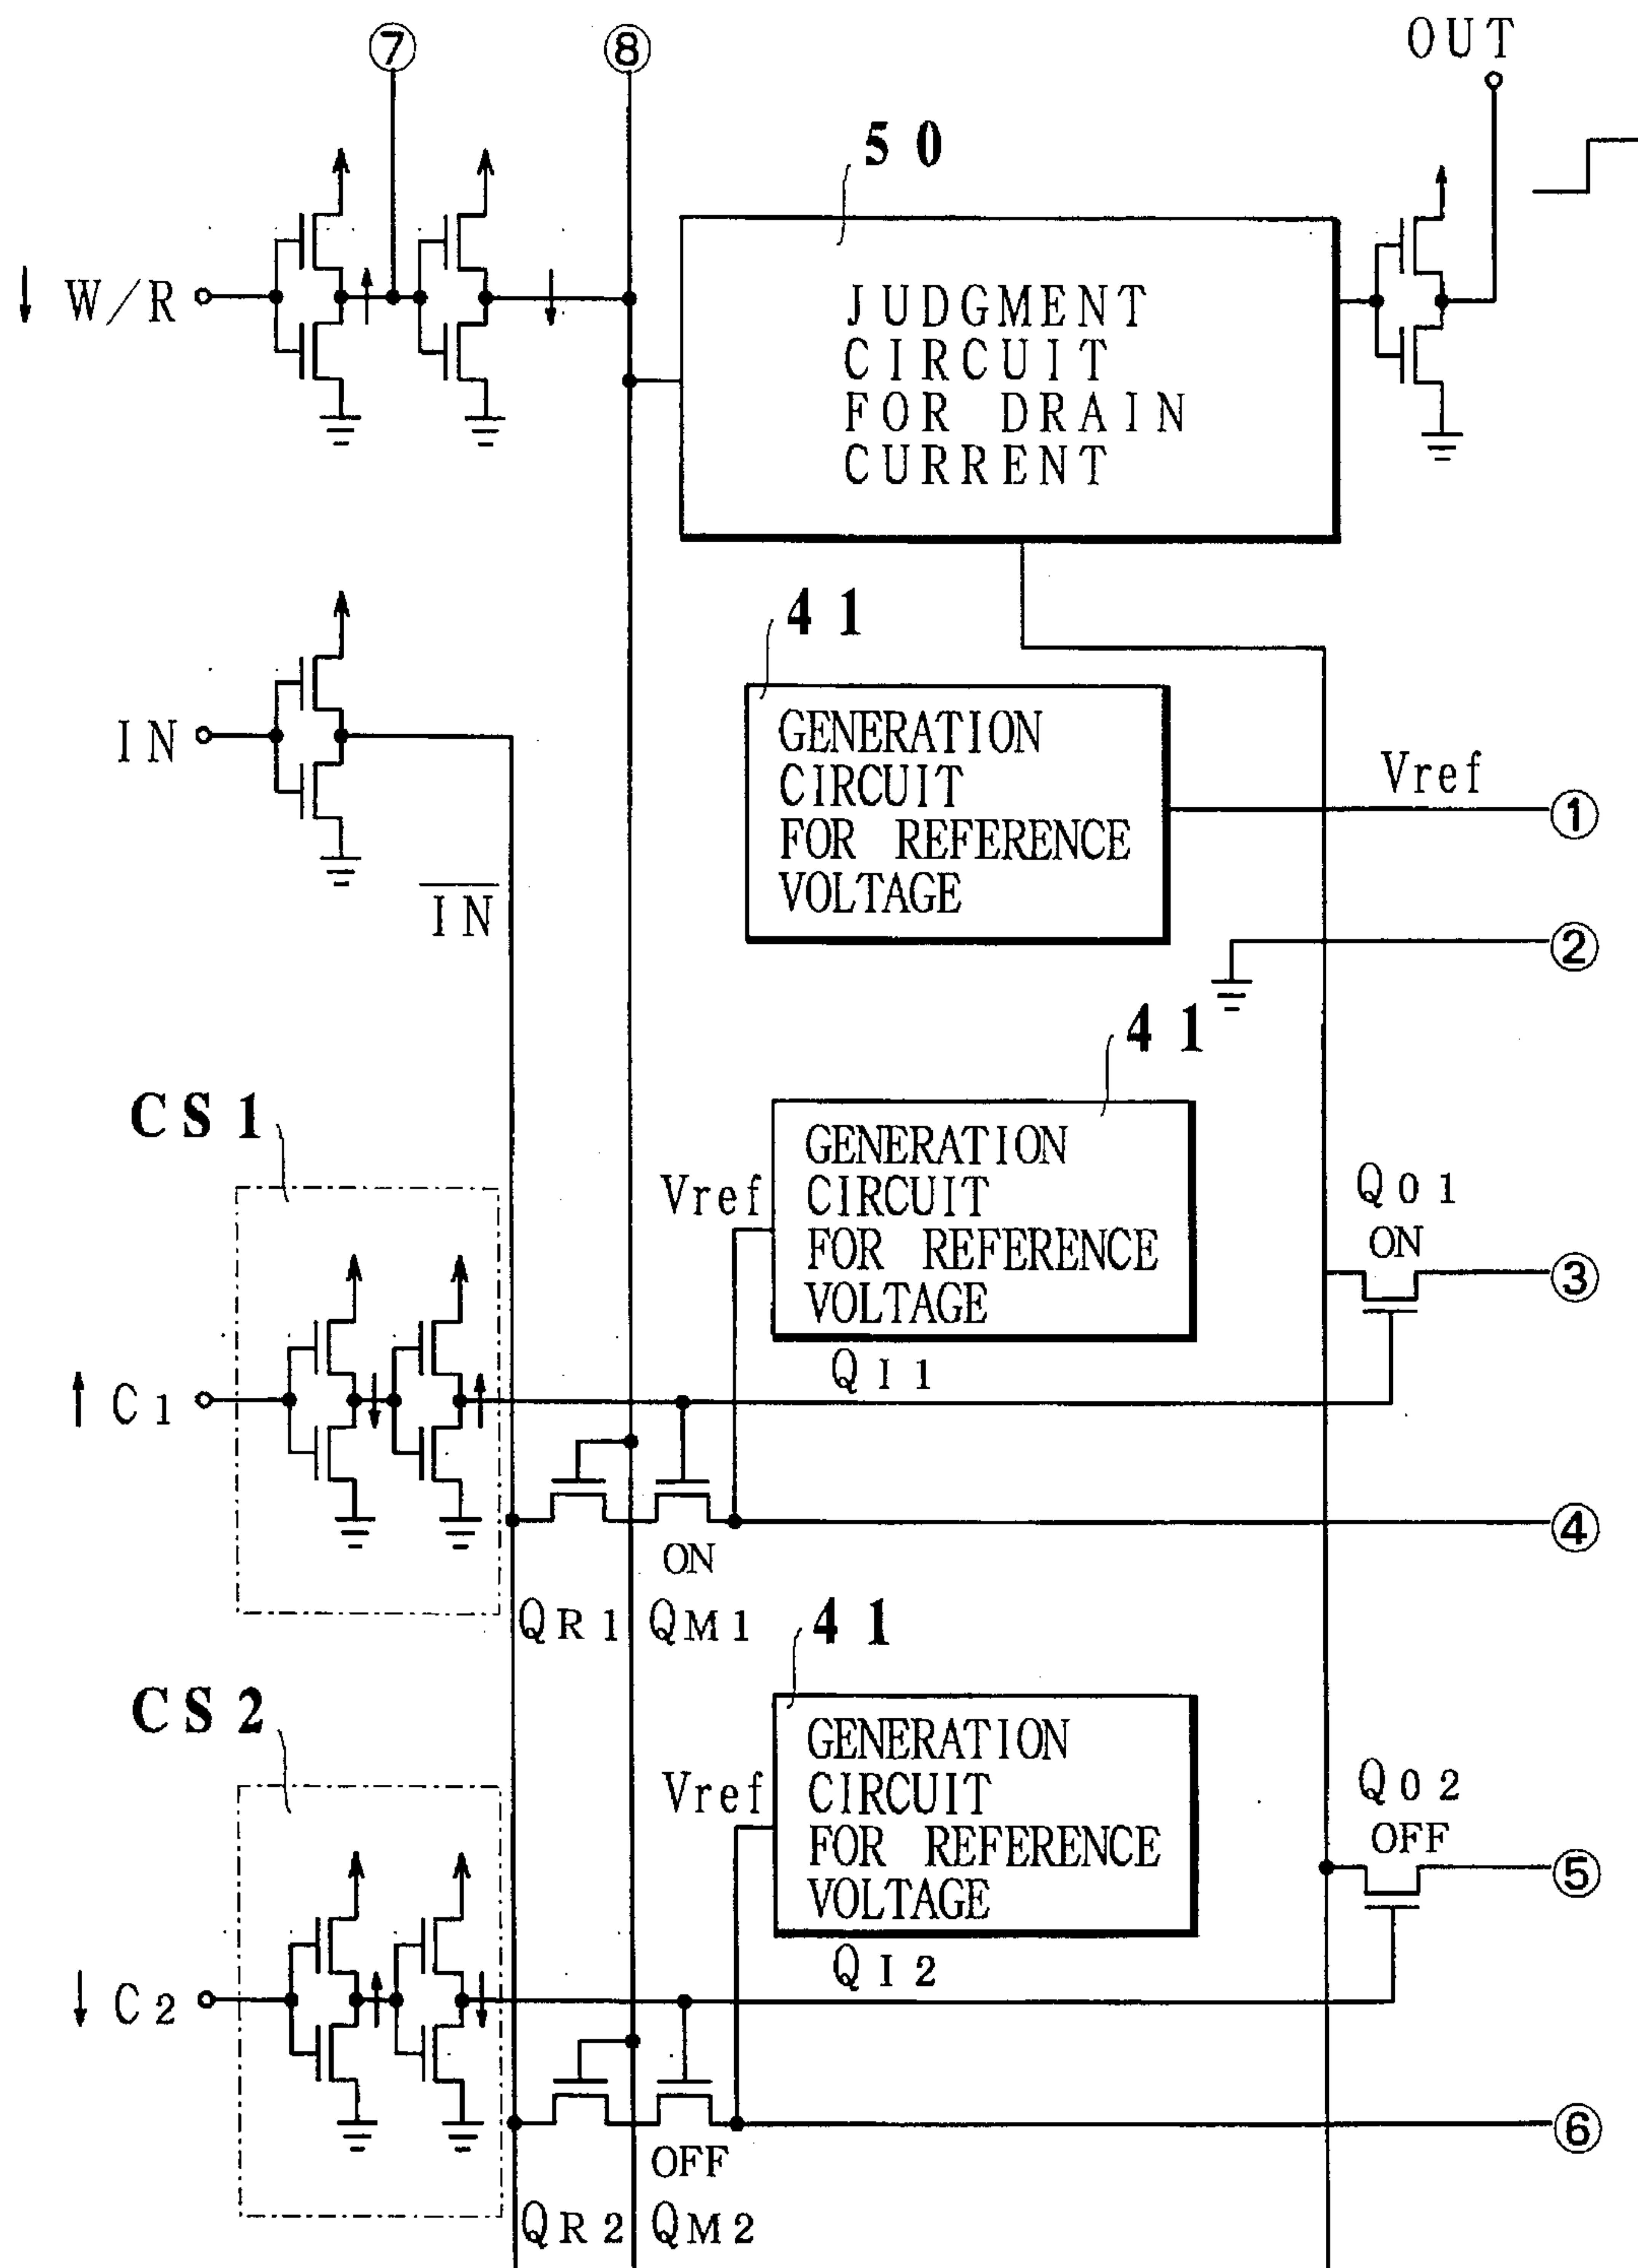 ⑦
⑧
OUT
50
↓ W/R
JUDGMENT
CIRCUIT
FOR DRAIN
CURRENT
41
IN
GENERATION
CIRCUIT
FOR REFERENCE
VOLTAGE
Vref
①
IN
②
41
CS1
GENERATION
CIRCUIT
FOR REFERENCE
VOLTAGE
Vref
QO1
ON
③
↑ C1
QI1
④
ON
QR1
QM1
41
CS2
GENERATION
CIRCUIT
FOR REFERENCE
VOLTAGE
Vref
QO2
OFF
⑤
↓ C2
QI2
⑥
OFF
QR2
QM2